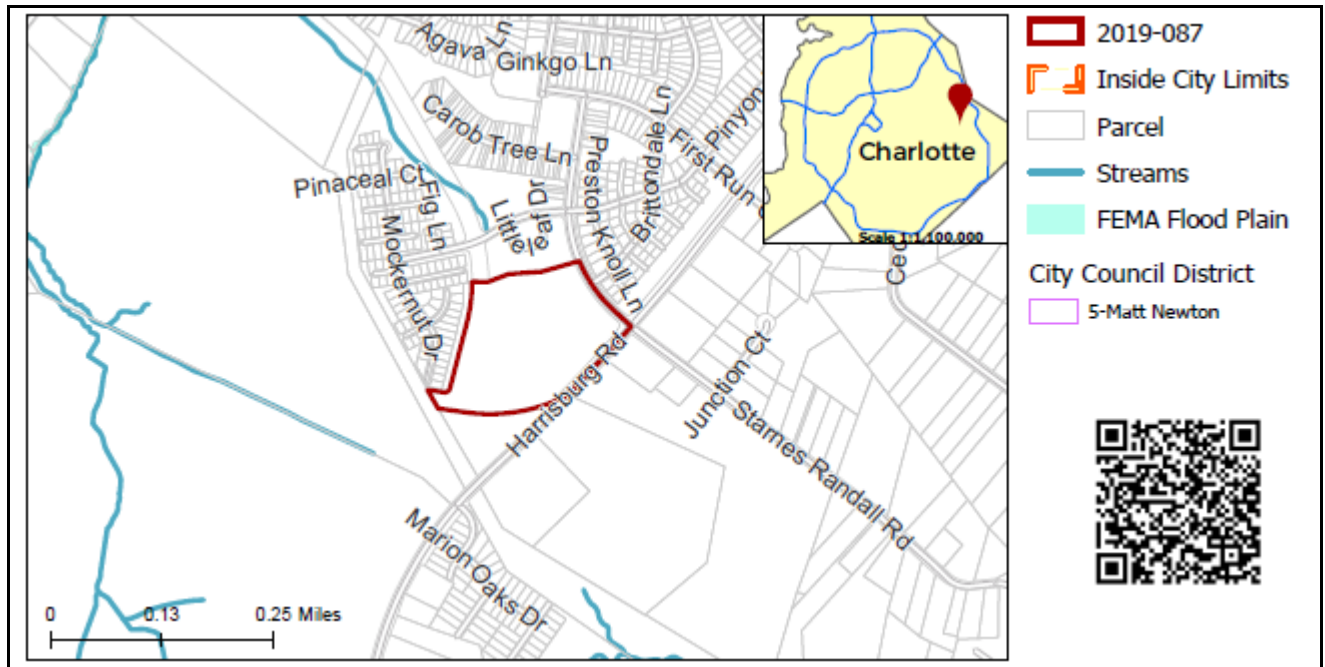 Agava Ln
Ginkgo Ln
Carob Tree Ln
Preston Knoll Ln
Brittondale Ln
Pinyon
First Run
Pinaceal Ct
Fig Ln
Little
leaf Dr
Mockernut Dr
Harrisburg Rd
Junction Ct
Starnes Randall Rd
Marion Oaks Dr
0 0.13 0.25 Miles
Charlotte
Scale 1:1,100,000
2019-087
Inside City Limits
Parcel
Streams
FEMA Flood Plain
City Council District
5-Matt Newton